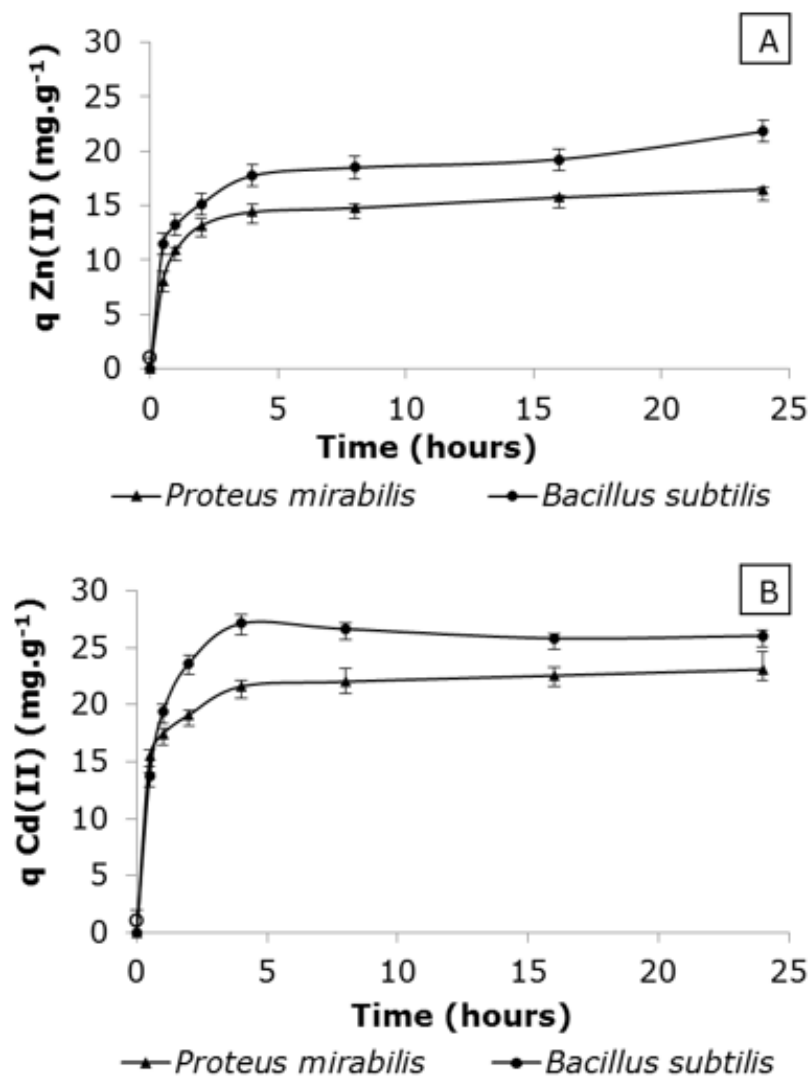 A
30
25
20
15
10
5
0
q Zn(II) (mg.g⁻¹)
0 5 10 15 20 25
Time (hours)
Proteus mirabilis Bacillus subtilis
B
30
25
20
15
10
5
0
q Cd(II) (mg.g⁻¹)
0 5 10 15 20 25
Time (hours)
Proteus mirabilis Bacillus subtilis